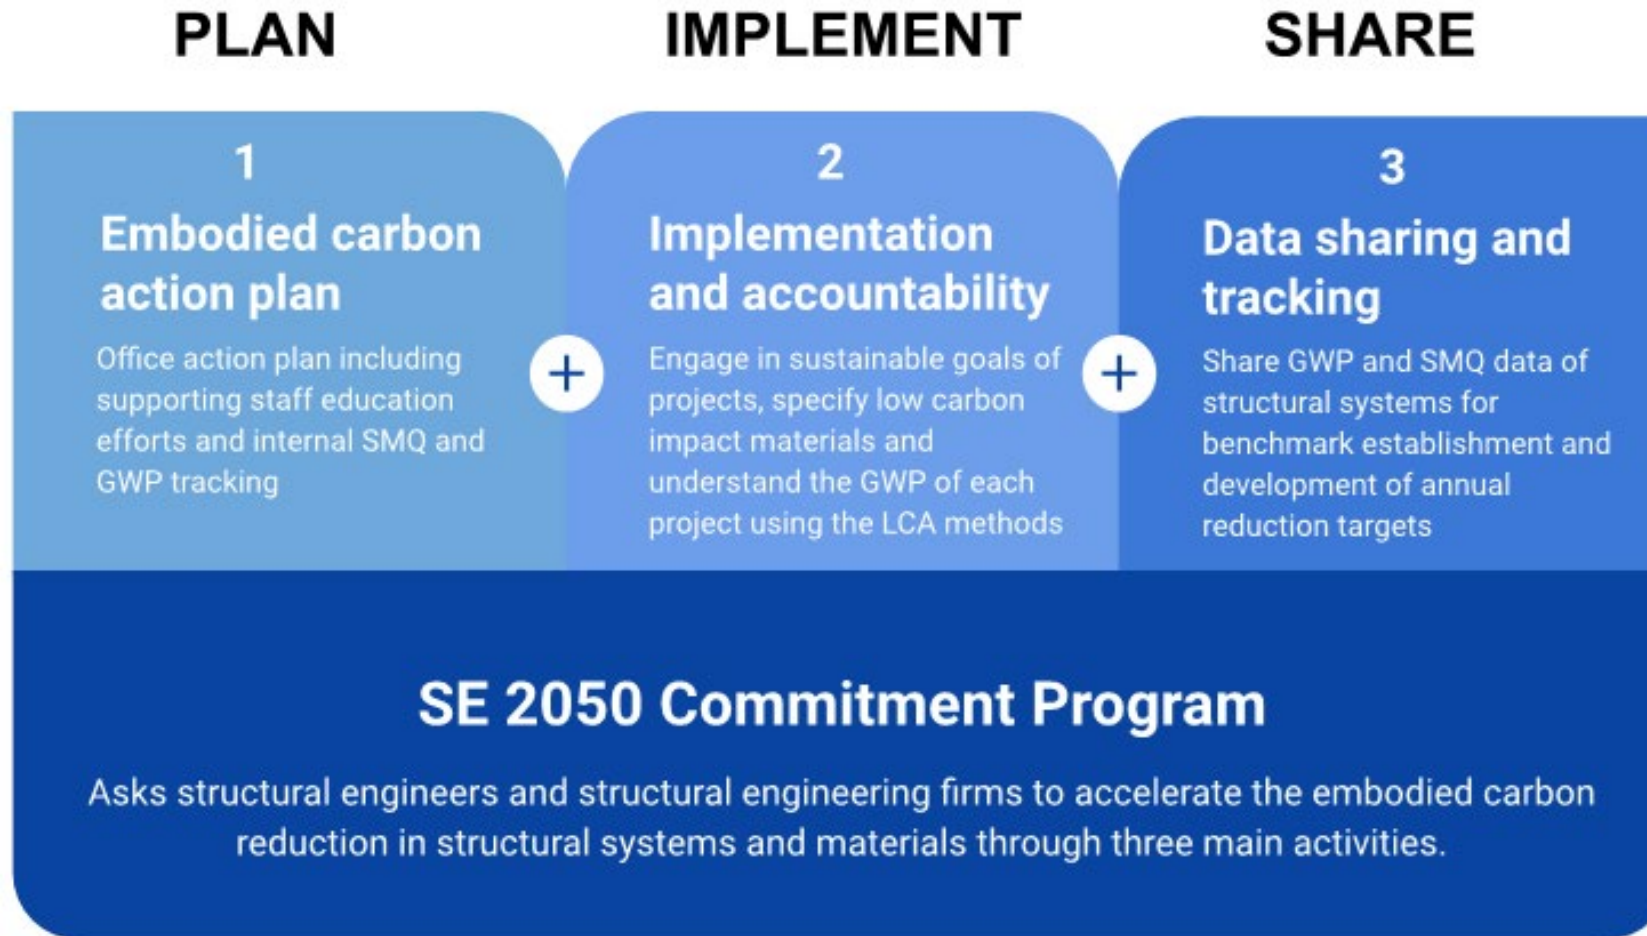 PLAN
IMPLEMENT
SHARE
1
Embodied carbon
action plan
Office action plan including
supporting staff education
efforts and internal SMQ and
GWP tracking
+
2
Implementation
and accountability
Engage in sustainable goals of
projects, specify low carbon
impact materials and
understand the GWP of each
project using the LCA methods
+
3
Data sharing and
tracking
Share GWP and SMQ data of
structural systems for
benchmark establishment and
development of annual
reduction targets
SE 2050 Commitment Program
Asks structural engineers and structural engineering firms to accelerate the embodied carbon
reduction in structural systems and materials through three main activities.